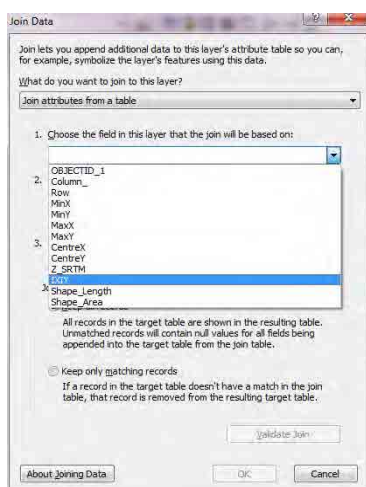 Join Data
Join lets you append additional data to this layer's attribute table so you can,
for example, symbolize the layer's features using this data.
What do you want to join to this layer?
Join attributes from a table
1. Choose the field in this layer that the join will be based on:
OBJECTID_1
2. Column_
Row
MinX
MinY
MaxX
MaxY
3. CentreX
CentreY
Z_SRTM
Shape_Length
Shape_Area
All records in the target table are shown in the resulting table.
Unmatched records will contain null values for all fields being
appended into the target table from the join table.
Keep only matching records
If a record in the target table doesn't have a match in the join
table, that record is removed from the resulting target table.
Validate Join
About Joining Data
OK
Cancel